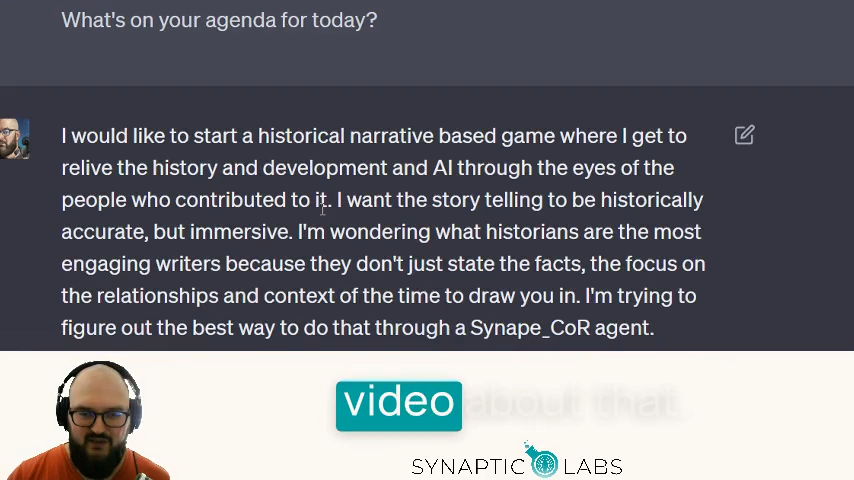 What's on your agenda for today?
I would like to start a historical narrative based game where I get to
relive the history and development and AI through the eyes of the
people who contributed to it. I want the story telling to be historically
accurate, but immersive. I'm wondering what historians are the most
engaging writers because they don't just state the facts, the focus on
the relationships and context of the time to draw you in. I'm trying to
figure out the best way to do that through a Synape_CoR agent.
video about that.
SYNAPTIC LABS